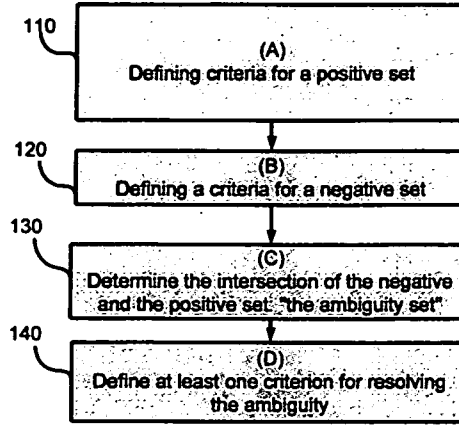 110
(A)
Defining criteria for a positive set
120
(B)
Defining a criteria for a negative set
130
(C)
Determine the intersection of the negative
and the positive set: "the ambiguity set"
140
(D)
Define at least one criterion for resolving
the ambiguity